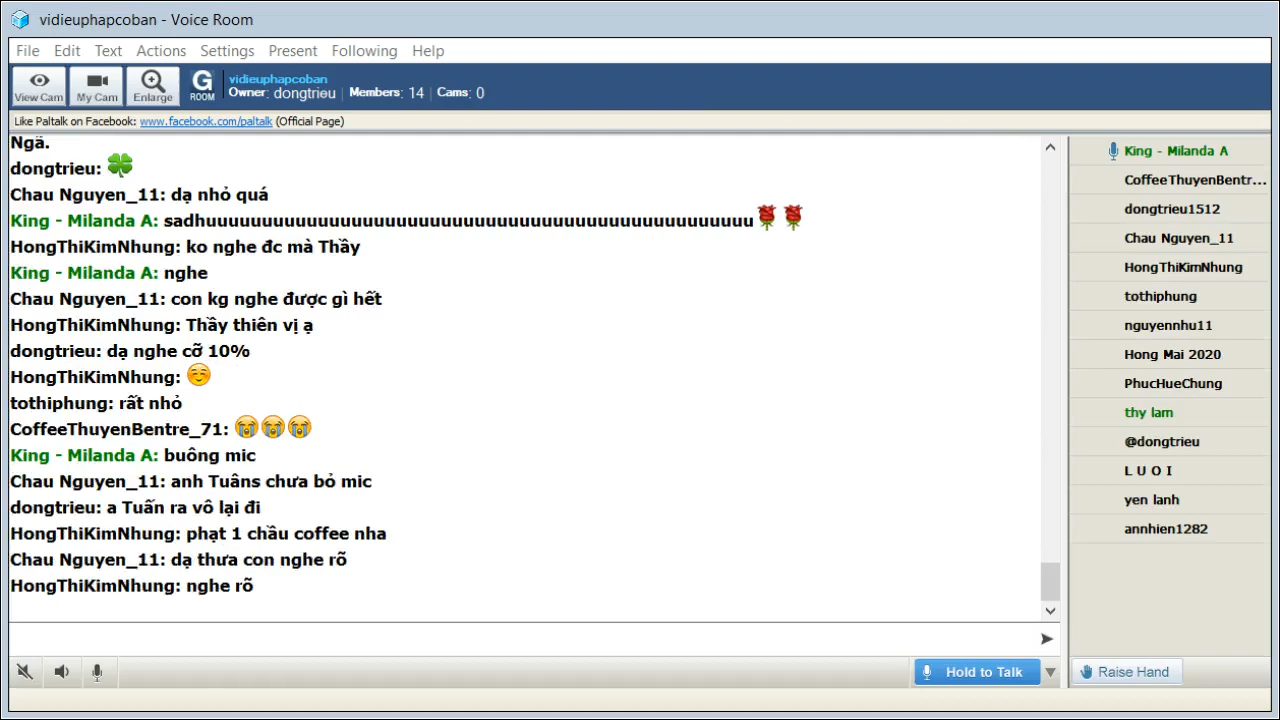 vidieuphapcoban - Voice Room
File Edit Text Actions Settings Present Following Help
View Cam My Cam Enlarge G ROOM
vidieuphapcoban
Owner: dongtrieu | Members: 14 | Cams: 0
Like Paltalk on Facebook: www.facebook.com/paltalk (Official Page)
Ngã.
dongtrieu: 🍀
Chau Nguyen_11: dạ nhỏ quá
King - Milanda A: sadhuuuuuuuuuuuuuuuuuuuuuuuuuuuuuuuuuuuuuuuuuuuuuuuuuu🌹🌹
HongThiKimNhung: ko nghe đc mà Thầy
King - Milanda A: nghe
Chau Nguyen_11: con kg nghe được gì hết
HongThiKimNhung: Thầy thiên vị ạ
dongtrieu: dạ nghe cỡ 10%
HongThiKimNhung: ☺️
tothiphung: rất nhỏ
CoffeeThuyenBentre_71: 😭😭😭
King - Milanda A: buông mic
Chau Nguyen_11: anh Tuâns chưa bỏ mic
dongtrieu: a Tuấn ra vô lại đi
HongThiKimNhung: phạt 1 chầu coffee nha
Chau Nguyen_11: dạ thưa con nghe rõ
HongThiKimNhung: nghe rõ
King - Milanda A
CoffeeThuyenBentr...
dongtrieu1512
Chau Nguyen_11
HongThiKimNhung
tothiphung
nguyennhu11
Hong Mai 2020
PhucHueChung
thy lam
@dongtrieu
L U O I
yen lanh
annhien1282
Hold to Talk
Raise Hand